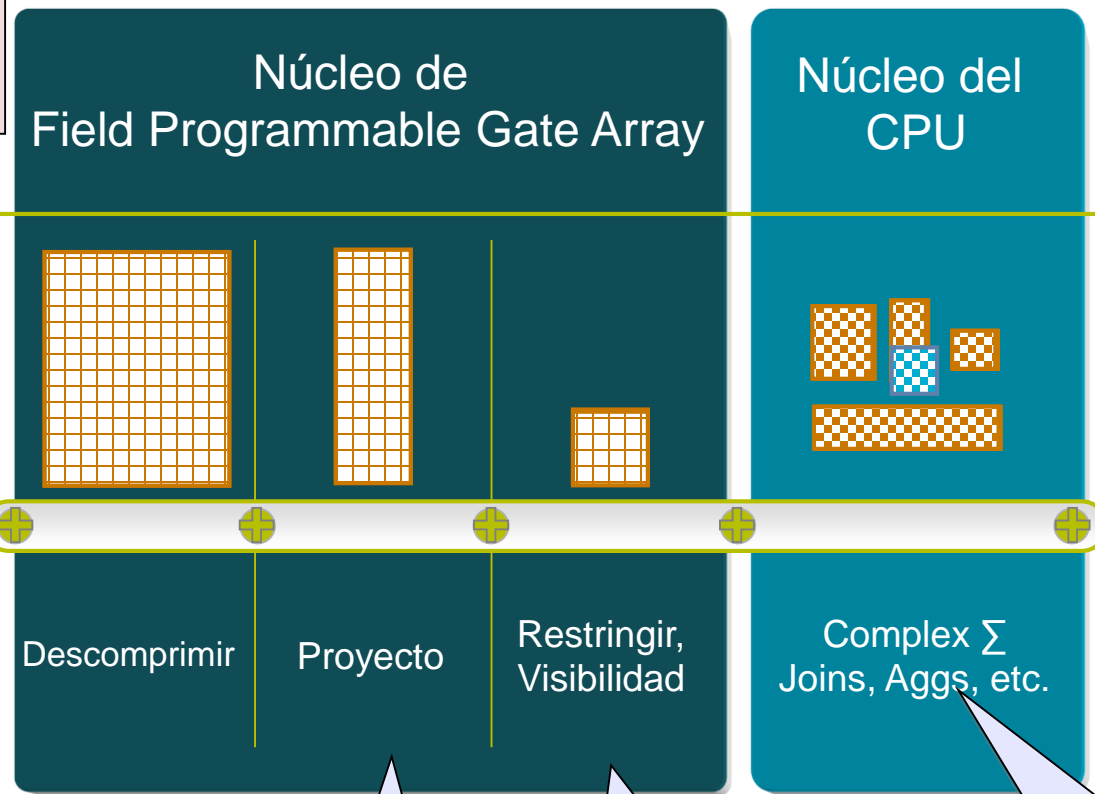 Núcleo de
Field Programmable Gate Array
Núcleo del
CPU
Descomprimir
Proyecto
Restringir,
Visibilidad
Complex ∑
Joins, Aggs, etc.